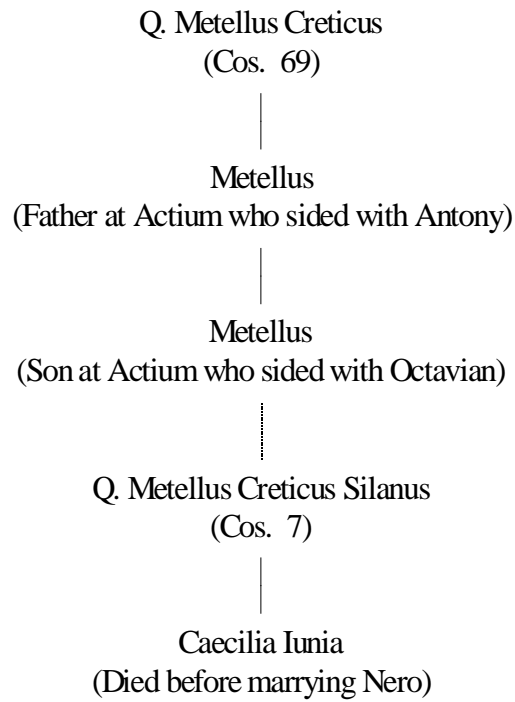 Q. Metellus Creticus
(Cos. 69)
Metellus
(Father at Actium who sided with Antony)
Metellus
(Son at Actium who sided with Octavian)
Q. Metellus Creticus Silanus
(Cos. 7)
Caecilia Iunia
(Died before marrying Nero)